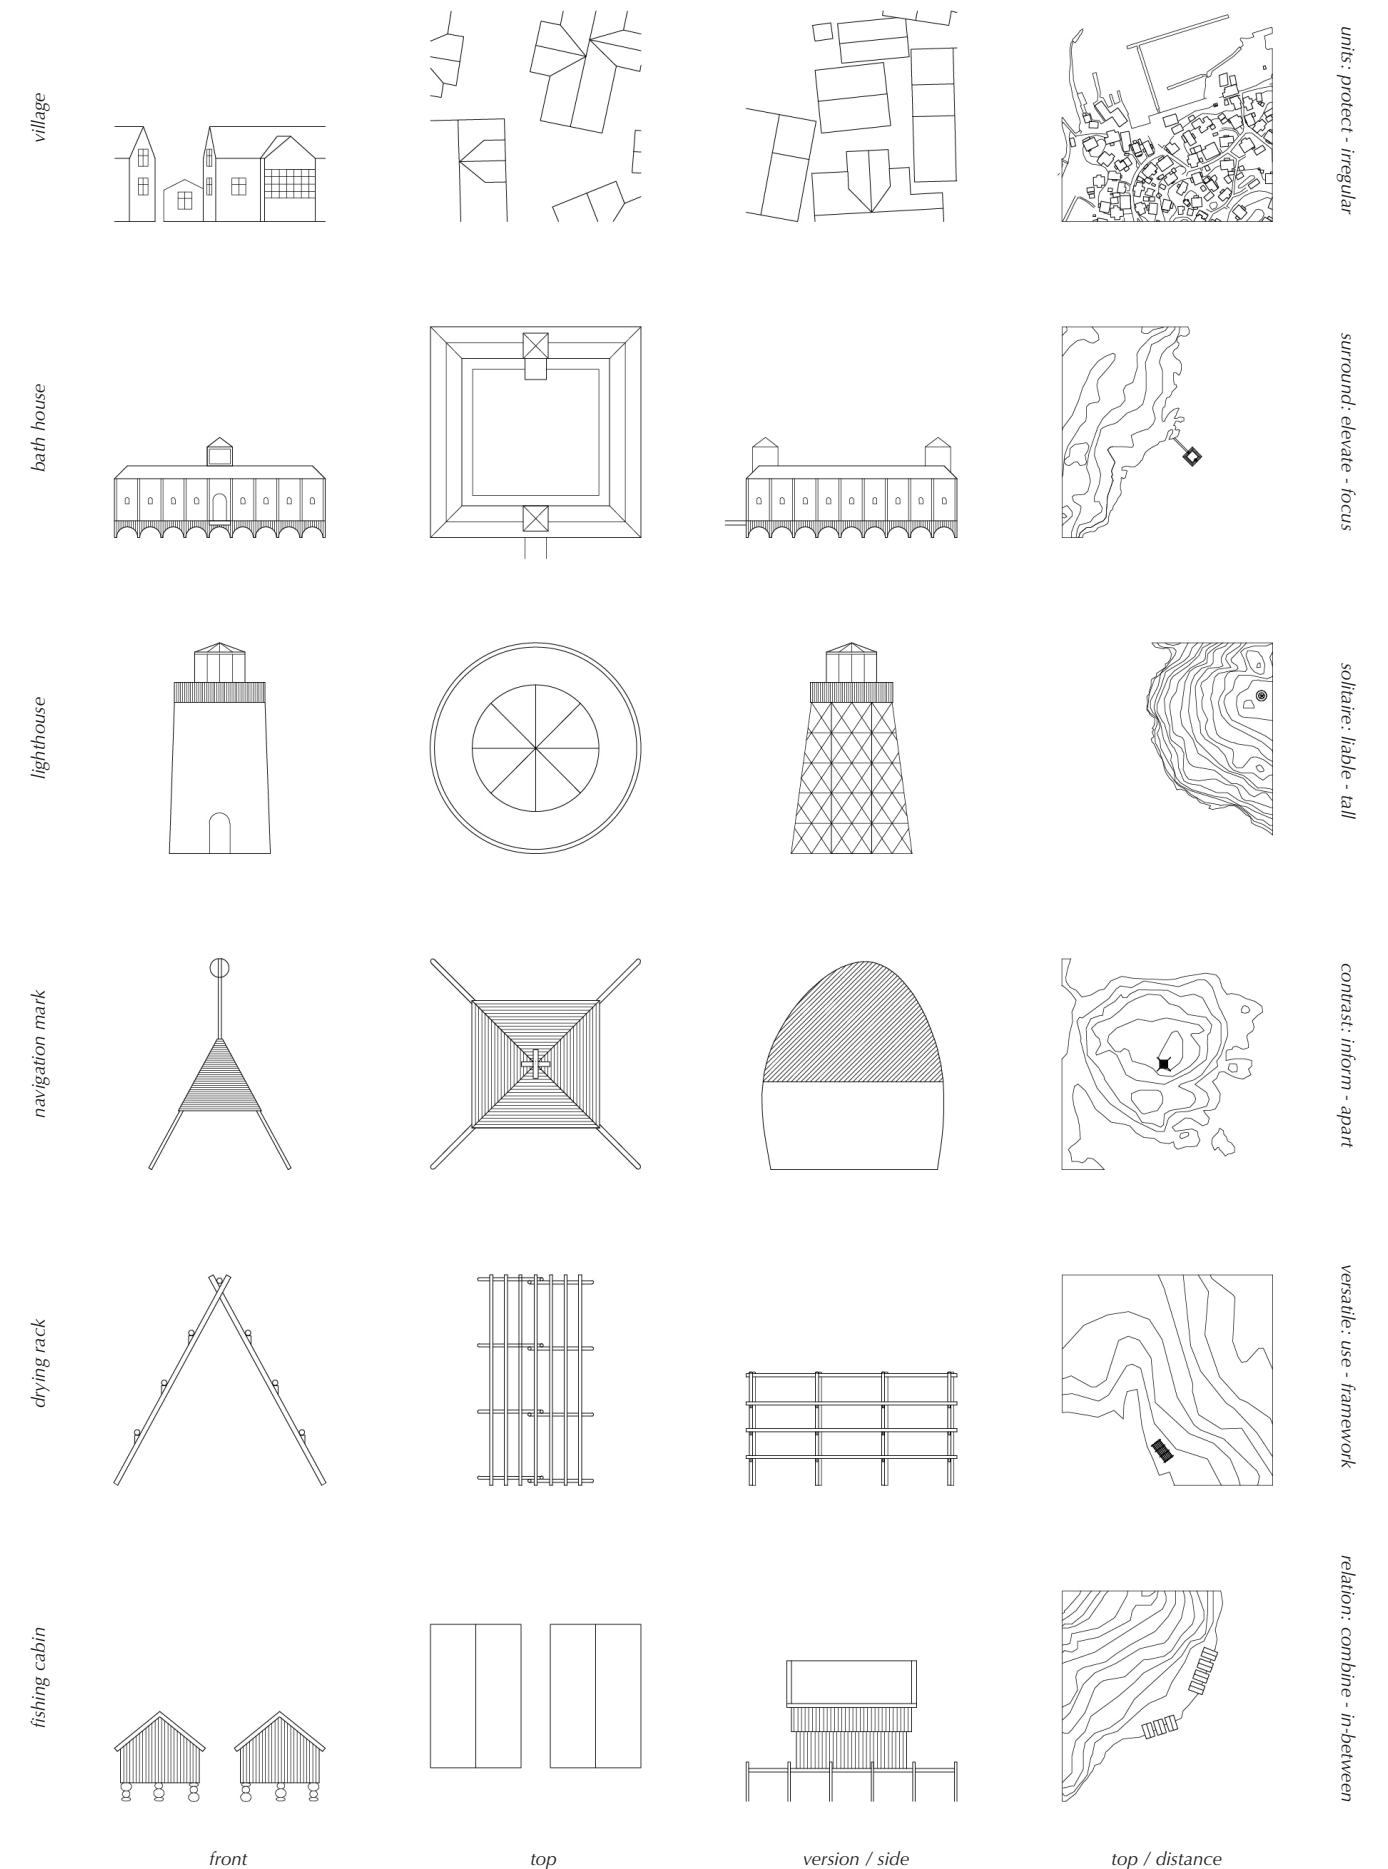 village
units: protect - irregular
bath house
surround: elevate - focus
lighthouse
solitaire: liable - tall
navigation mark
contrast: inform - apart
drying rack
versatile: use - framework
fishing cabin
relation: combine - in-between
front
top
version / side
top / distance